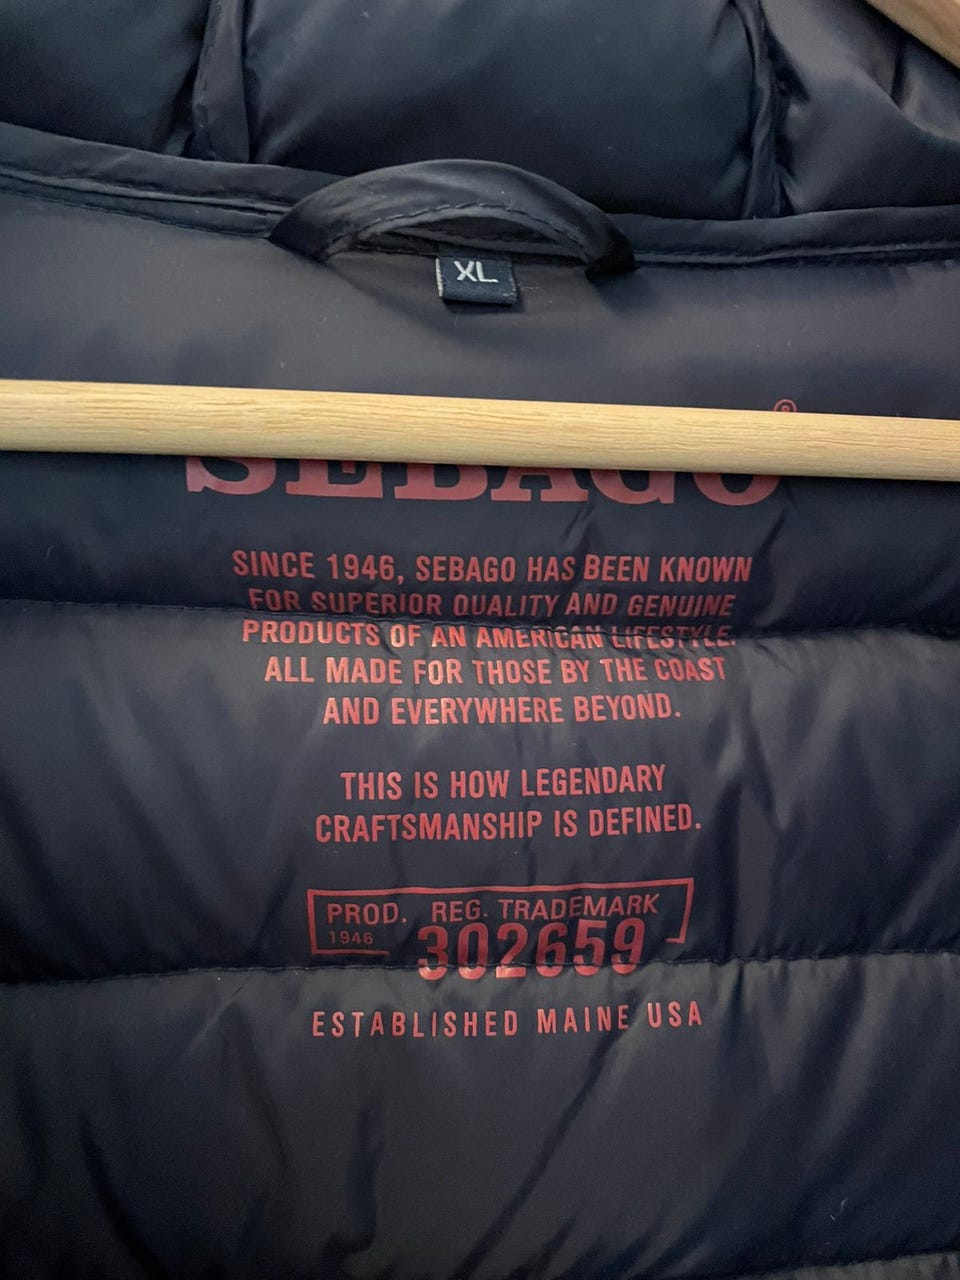 XL
SEBAGO®
SINCE 1946, SEBAGO HAS BEEN KNOWN
FOR SUPERIOR QUALITY AND GENUINE
PRODUCTS OF AN AMERICAN LIFESTYLE.
ALL MADE FOR THOSE BY THE COAST
AND EVERYWHERE BEYOND.
THIS IS HOW LEGENDARY
CRAFTSMANSHIP IS DEFINED.
PROD. REG. TRADEMARK
1946 302659
ESTABLISHED MAINE USA